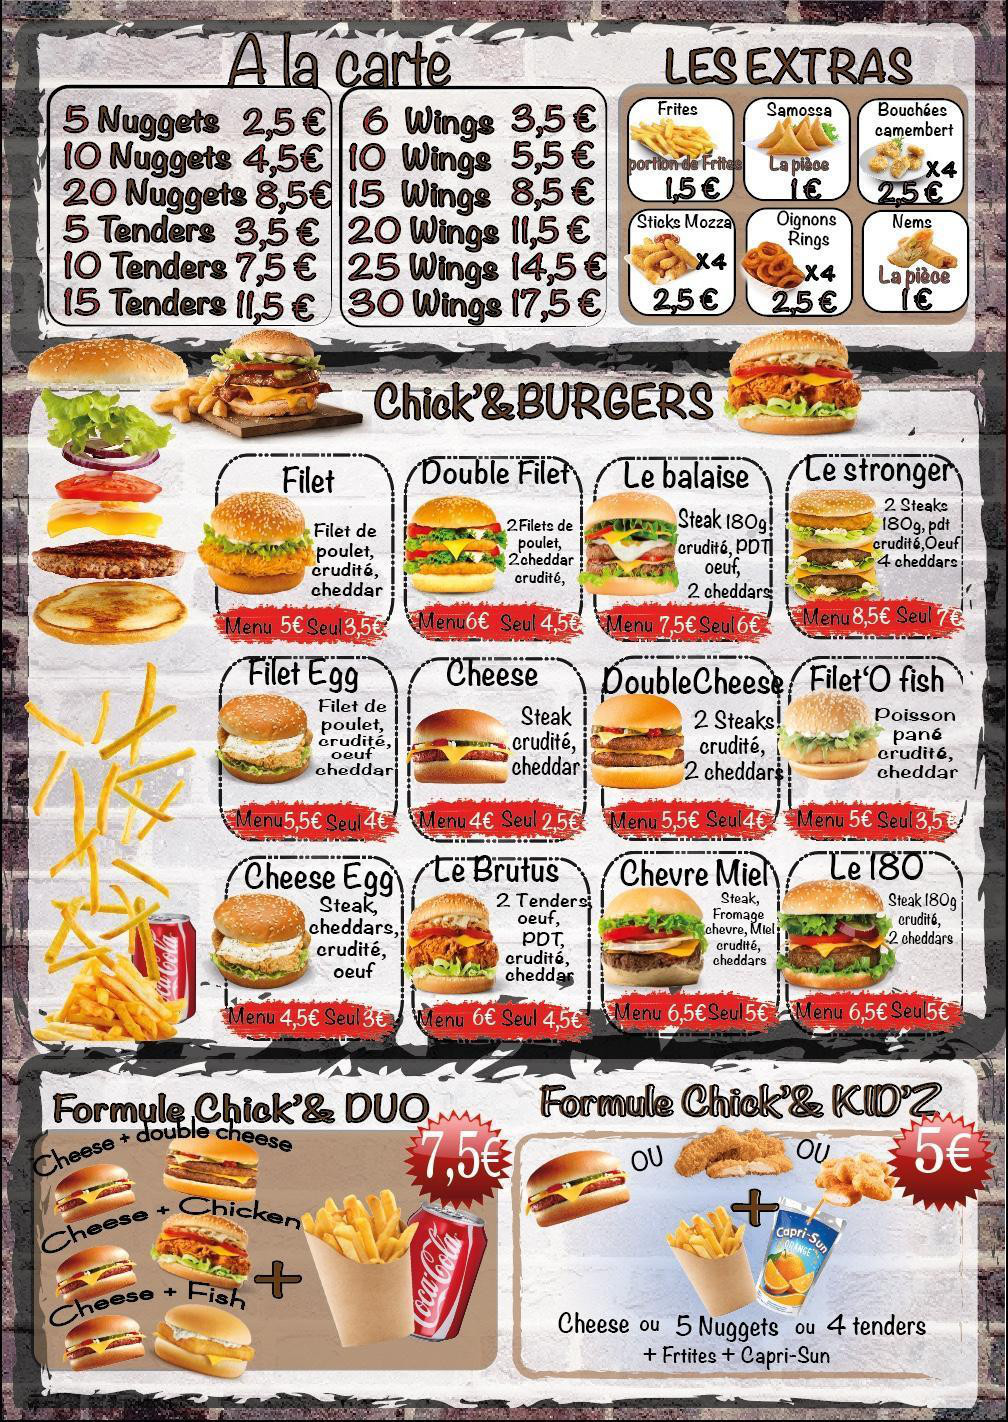 A la carte
5 Nuggets 2,5 €
10 Nuggets 4,5€
20 Nuggets 8,5€
5 Tenders 3,5 €
10 Tenders 7,5 €
15 Tenders 11,5 €
6 Wings 3,5 €
10 Wings 5,5 €
15 Wings 8,5 €
20 Wings 11,5 €
25 Wings 14,5 €
30 Wings 17,5 €
LES EXTRAS
Frites
portion de Frites
1,5 €
Samossa
La pièce
1 €
Bouchées
camembert
X4
2,5 €
Sticks Mozza
X4
2,5 €
Oignons
Rings
X4
2,5 €
Nems
La pièce
1 €
Chick'&BURGERS
Filet
Filet de
poulet,
crudité,
cheddar
Menu 5€ Seul 3,5€
Double Filet
2Filets de
poulet,
2cheddar
crudité,
Menu 6€ Seul 4,5€
Le balaise
Steak 180g
crudité, PDT
oeuf,
2 cheddars
Menu 7,5€ Seul 6€
Le stronger
2 Steaks
180g, pdt
crudité,Oeuf
4 cheddars
Menu 8,5€ Seul 7€
Filet Egg
Filet de
poulet,
crudité,
oeuf
cheddar
Menu 5,5€ Seul 4€
Cheese
Steak
crudité,
cheddar
Menu 4€ Seul 2,5€
DoubleCheese
2 Steaks
crudité,
2 cheddars
Menu 5,5€ Seul 4€
Filet'O fish
Poisson
pané
crudité,
cheddar
Menu 5€ Seul 3,5€
Cheese Egg
Steak,
cheddars,
crudité,
oeuf
Menu 4,5€ Seul 3€
Le Brutus
2 Tenders
oeuf,
PDT,
crudité,
cheddar
Menu 6€ Seul 4,5€
Chevre Miel
Steak,
Fromage
chevre, Miel
crudité,
cheddars
Menu 6,5€ Seul 5€
Le 180
Steak 180g
crudité,
2 cheddars
Menu 6,5€ Seul 5€
Coca-Cola
Formule Chick'& DUO
7,5€
Cheese + double cheese
Cheese + Chicken
Cheese + Fish
+
Coca-Cola
Formule Chick'& KID'Z
5€
OU
OU
+
Capri-Sun
ORANGE
Cheese ou 5 Nuggets ou 4 tenders
+ Frtites + Capri-Sun